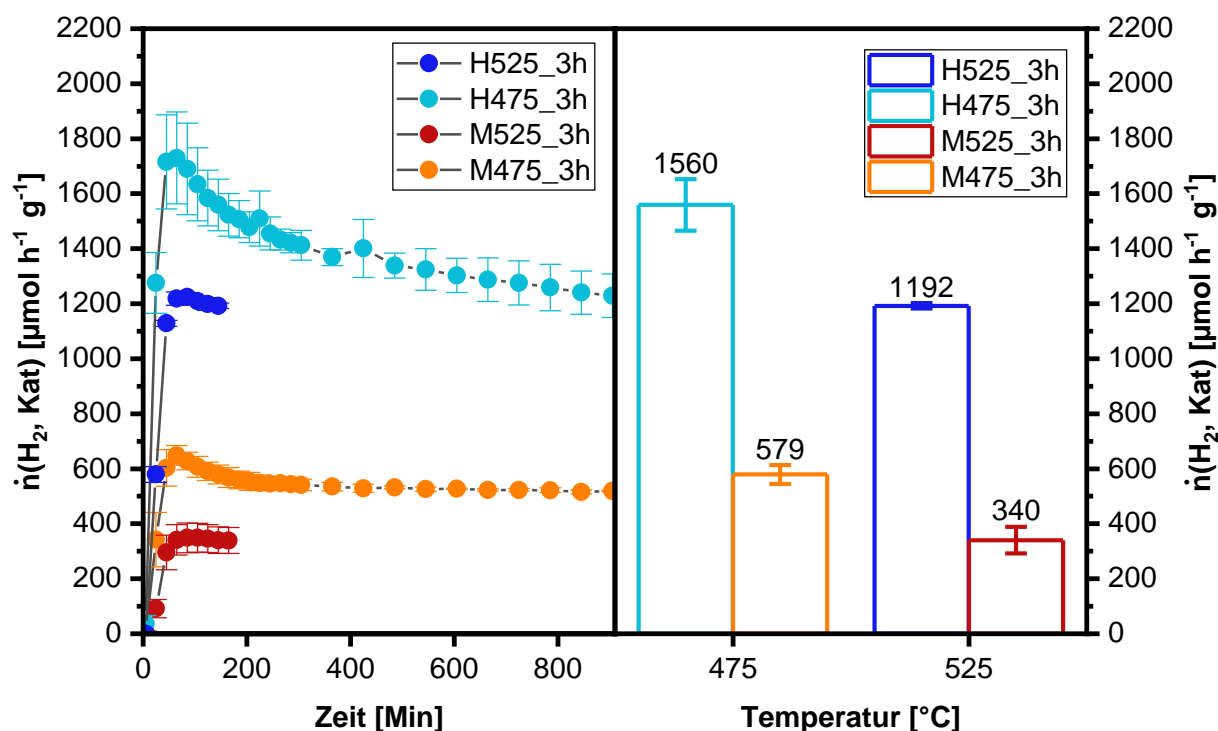 ṅ(H₂, Kat) [µmol h⁻¹ g⁻¹]
2200
2000
1800
1600
1400
1200
1000
800
600
400
200
0
H525_3h
H475_3h
M525_3h
M475_3h
0
200
400
600
800
Zeit [Min]
H525_3h
H475_3h
M525_3h
M475_3h
1560
579
1192
340
475
525
Temperatur [°C]
2200
2000
1800
1600
1400
1200
1000
800
600
400
200
0
ṅ(H₂, Kat) [µmol h⁻¹ g⁻¹]